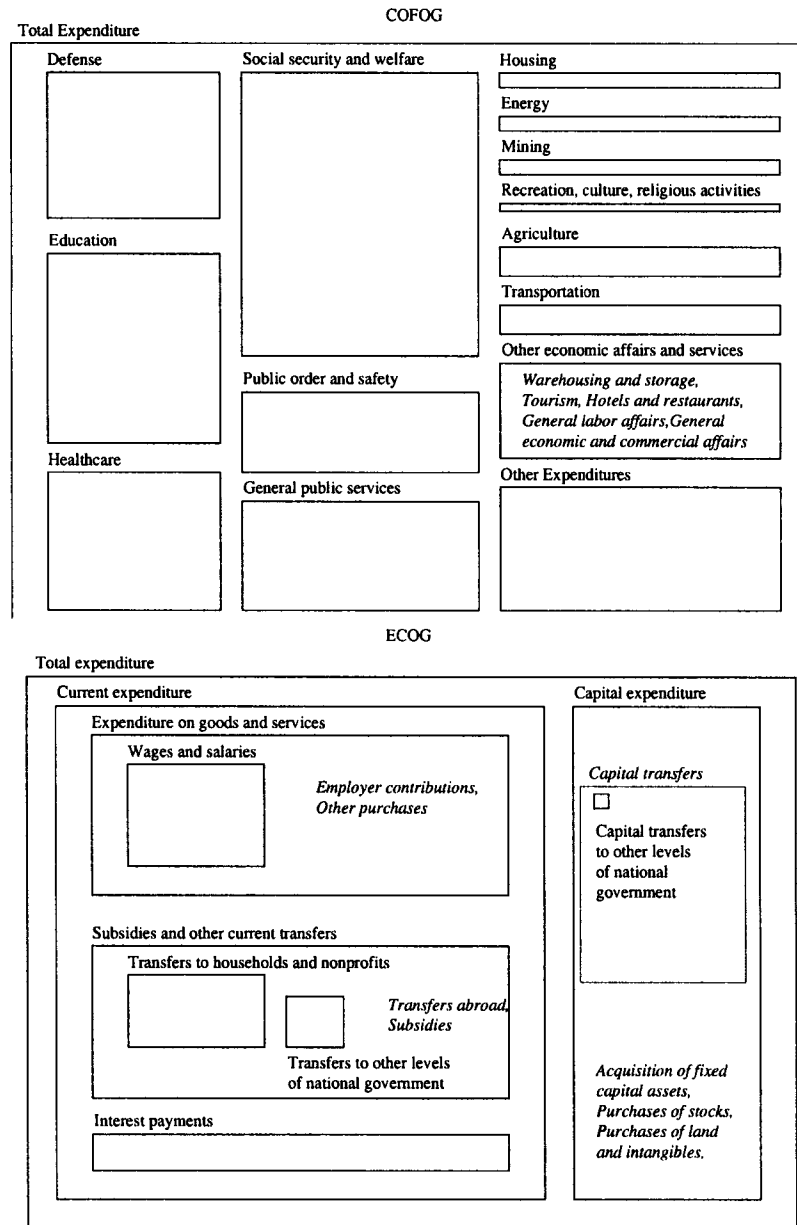 COFOG
Total Expenditure
Defense
Education
Healthcare
Social security and welfare
Public order and safety
General public services
Housing
Energy
Mining
Recreation, culture, religious activities
Agriculture
Transportation
Other economic affairs and services
Warehousing and storage,
Tourism, Hotels and restaurants,
General labor affairs,General
economic and commercial affairs
Other Expenditures
ECOG
Total expenditure
Current expenditure
Expenditure on goods and services
Wages and salaries
Employer contributions,
Other purchases
Subsidies and other current transfers
Transfers to households and nonprofits
Transfers abroad,
Subsidies
Transfers to other levels
of national government
Interest payments
Capital expenditure
Capital transfers
Capital transfers
to other levels
of national
government
Acquisition of fixed
capital assets,
Purchases of stocks,
Purchases of land
and intangibles.